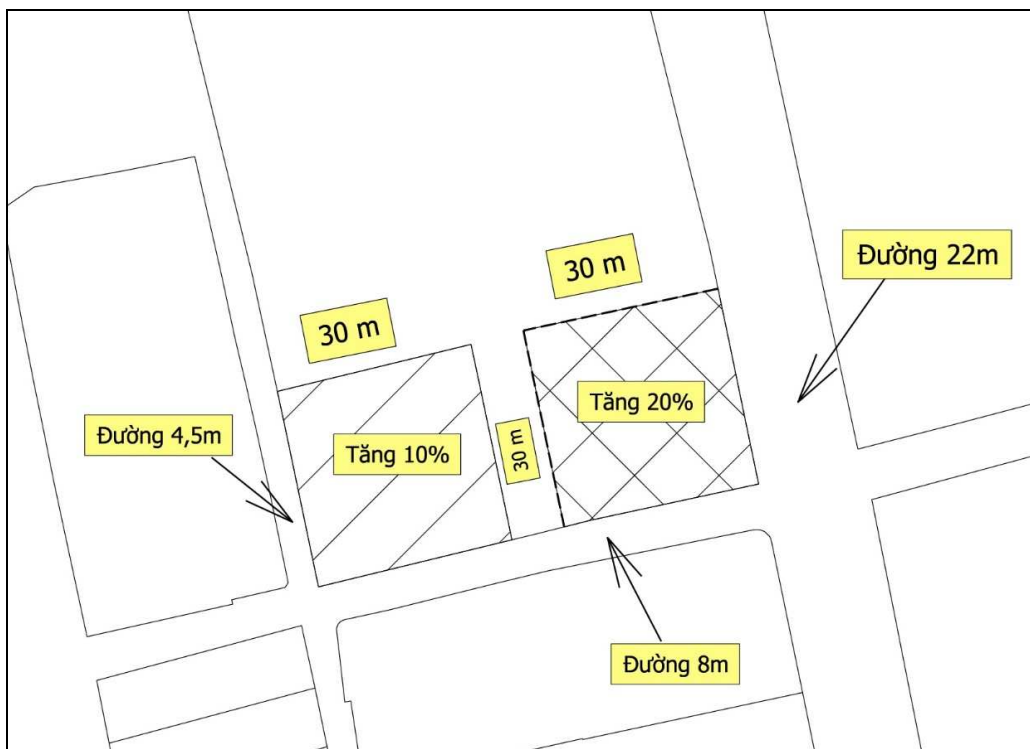 30 m
Đường 22m
30 m
Tăng 20%
Đường 4,5m
Tăng 10%
30 m
Đường 8m